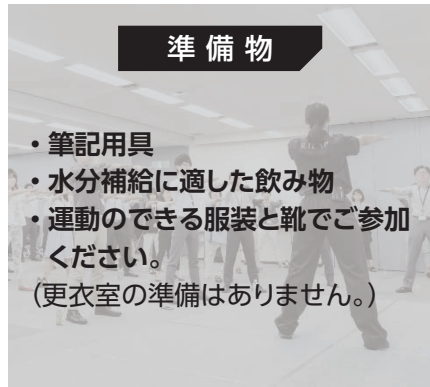 準備物
・筆記用具
・水分補給に適した飲み物
・運動のできる服装と靴でご参加
ください。
（更衣室の準備はありません。）